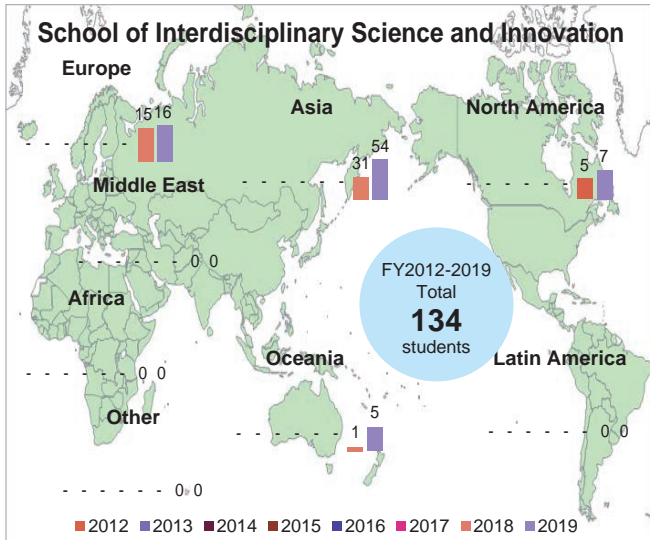 School of Interdisciplinary Science and Innovation
Europe
15 16
- - - - - -
Asia
31 54
- - - - - -
North America
5 7
- - - - - -
Middle East
- - - - - - 0 0
FY2012-2019
Total
134
students
Africa
- - - - - - 0 0
Oceania
1 5
- - - - - -
Latin America
- - - - - - 0 0
Other
- - - - - - 0 0
2012 2013 2014 2015 2016 2017 2018 2019